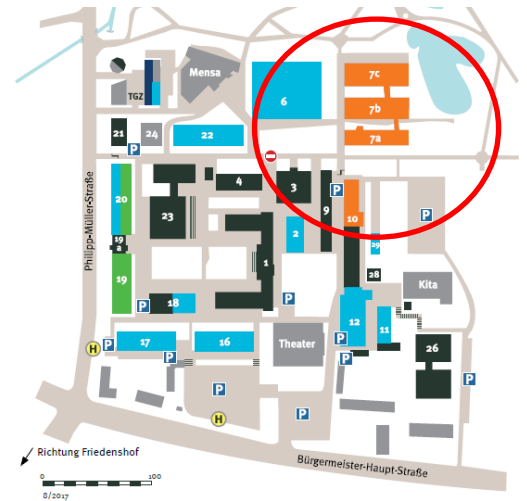 Mensa
TGZ
6
7c
7b
7a
21
24
22
P
P
4
3
9
P
10
20
23
2
P
Philipp-Müller-Straße
19
a
1
29
28
Kita
19
18
P
P
12
11
P
17
16
Theater
P
P
P
26
H
P
P
P
H
Richtung Friedenshof
Bürgermeister-Haupt-Straße
0
100
8/2017